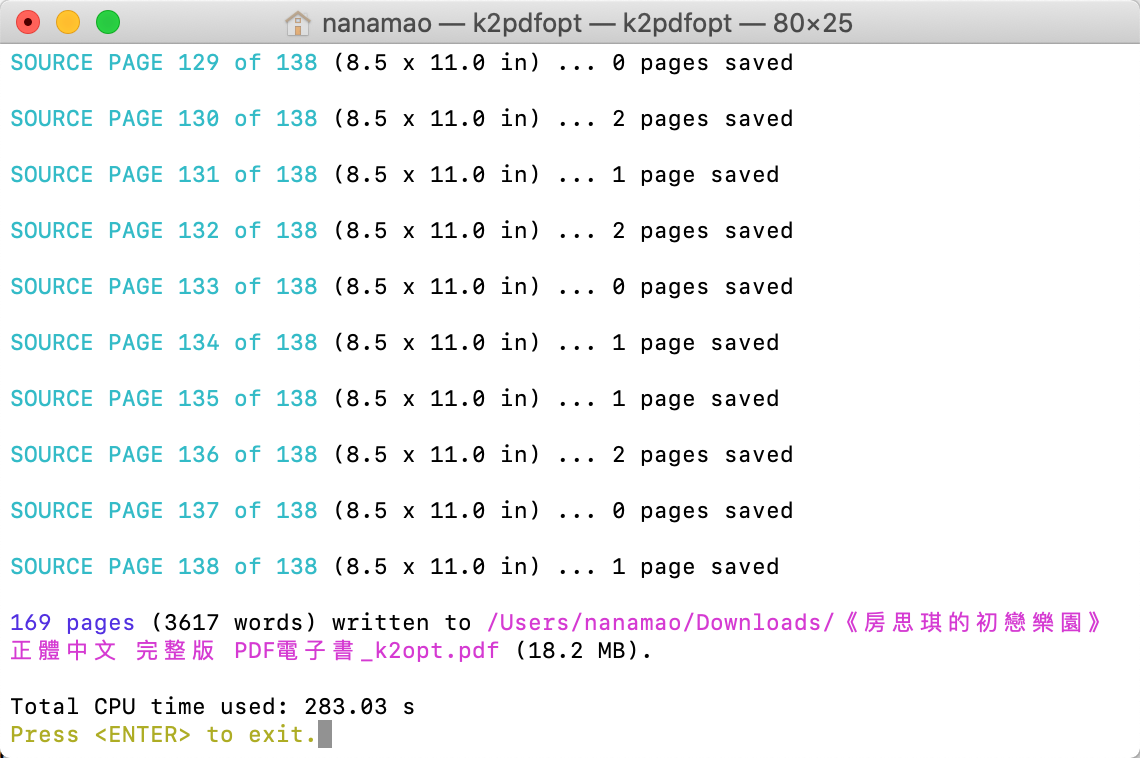 nanamao — k2pdfopt — k2pdfopt — 80×25
SOURCE PAGE 129 of 138 (8.5 x 11.0 in) ... 0 pages saved
SOURCE PAGE 130 of 138 (8.5 x 11.0 in) ... 2 pages saved
SOURCE PAGE 131 of 138 (8.5 x 11.0 in) ... 1 page saved
SOURCE PAGE 132 of 138 (8.5 x 11.0 in) ... 2 pages saved
SOURCE PAGE 133 of 138 (8.5 x 11.0 in) ... 0 pages saved
SOURCE PAGE 134 of 138 (8.5 x 11.0 in) ... 1 page saved
SOURCE PAGE 135 of 138 (8.5 x 11.0 in) ... 1 page saved
SOURCE PAGE 136 of 138 (8.5 x 11.0 in) ... 2 pages saved
SOURCE PAGE 137 of 138 (8.5 x 11.0 in) ... 0 pages saved
SOURCE PAGE 138 of 138 (8.5 x 11.0 in) ... 1 page saved
169 pages (3617 words) written to /Users/nanamao/Downloads/《房思琪的初戀樂園》
正體中文 完整版 PDF電子書_k2opt.pdf (18.2 MB).
Total CPU time used: 283.03 s
Press <ENTER> to exit.